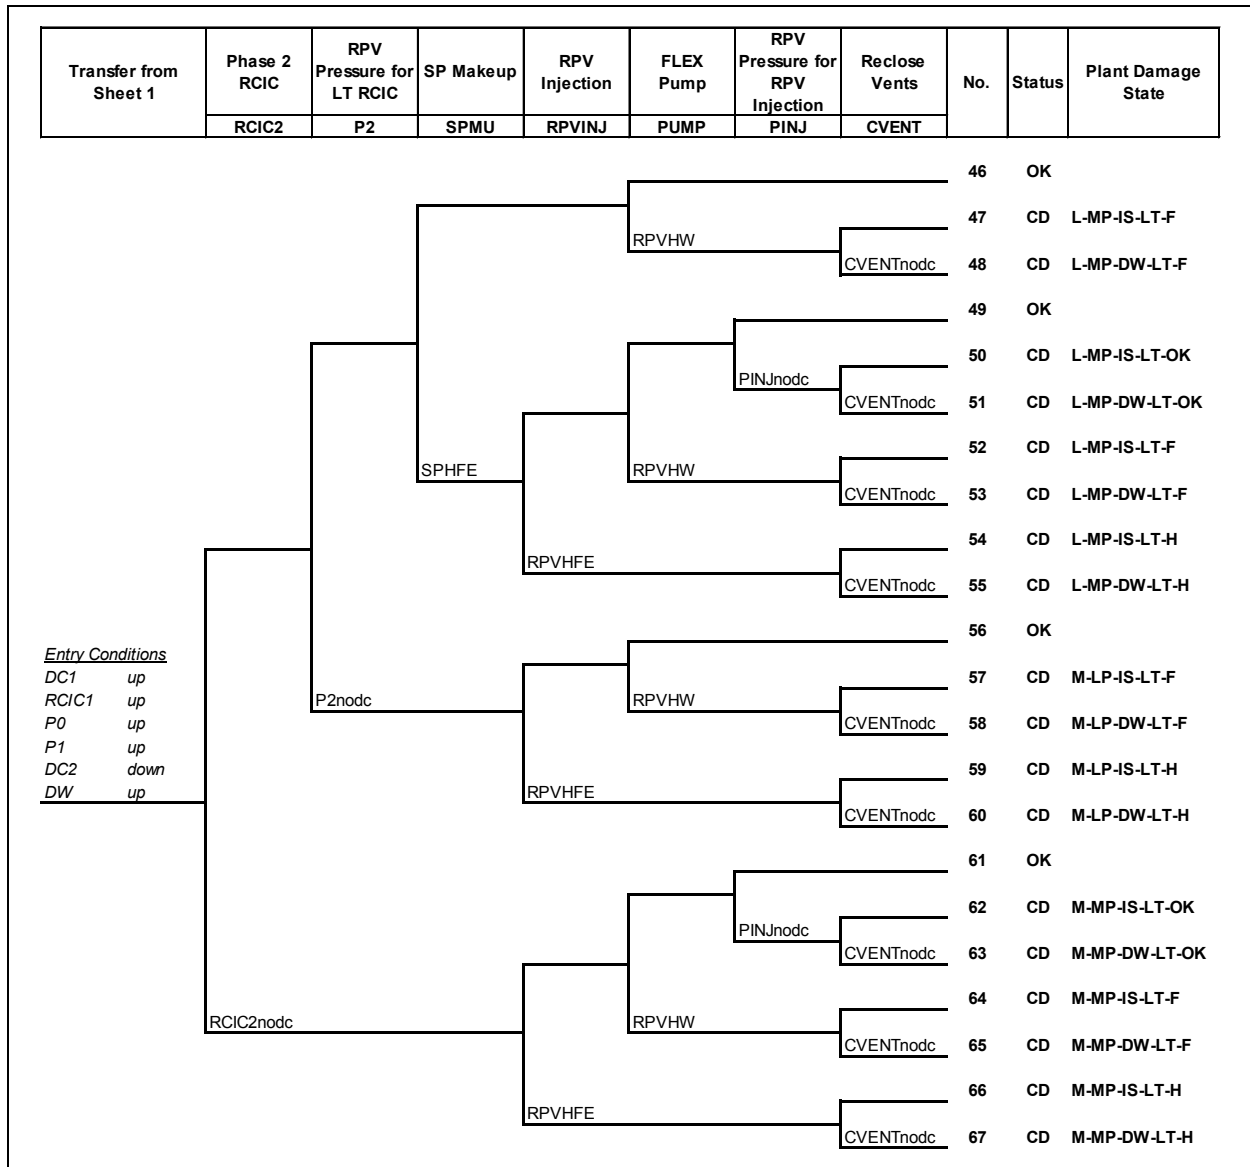 Transfer from Sheet 1
Phase 2 RCIC
RPV Pressure for LT RCIC
SP Makeup
RPV Injection
FLEX Pump
RPV Pressure for RPV Injection
Reclose Vents
No.
Status
Plant Damage State
RCIC2 P2 SPMU RPVINJ PUMP PINJ CVENT
46 OK
47 CD L-MP-IS-LT-F
RPVHW
CVENTnodc 48 CD L-MP-DW-LT-F
49 OK
50 CD L-MP-IS-LT-OK
PINJnodc
CVENTnodc 51 CD L-MP-DW-LT-OK
52 CD L-MP-IS-LT-F
SPHFE RPVHW
CVENTnodc 53 CD L-MP-DW-LT-F
54 CD L-MP-IS-LT-H
RPVHFE
CVENTnodc 55 CD L-MP-DW-LT-H
56 OK
Entry Conditions
DC1 up
RCIC1 up
P0 up
P1 up
DC2 down
DW up
57 CD M-LP-IS-LT-F
P2nodc RPVHW
CVENTnodc 58 CD M-LP-DW-LT-F
59 CD M-LP-IS-LT-H
RPVHFE
CVENTnodc 60 CD M-LP-DW-LT-H
61 OK
62 CD M-MP-IS-LT-OK
PINJnodc
CVENTnodc 63 CD M-MP-DW-LT-OK
64 CD M-MP-IS-LT-F
RCIC2nodc RPVHW
CVENTnodc 65 CD M-MP-DW-LT-F
66 CD M-MP-IS-LT-H
RPVHFE
CVENTnodc 67 CD M-MP-DW-LT-H